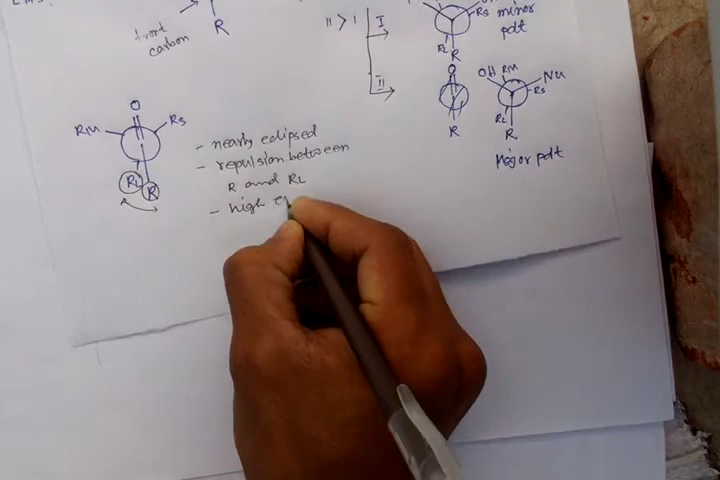 front
carbon
R
II > I
I
II
RS
minor
pdt
RL
R
O
R
OH RM
Nu
RS
RL
R
Major pdt
O
RM
RS
RL
R
- nearly eclipsed
- repulsion between
R and RL
- high